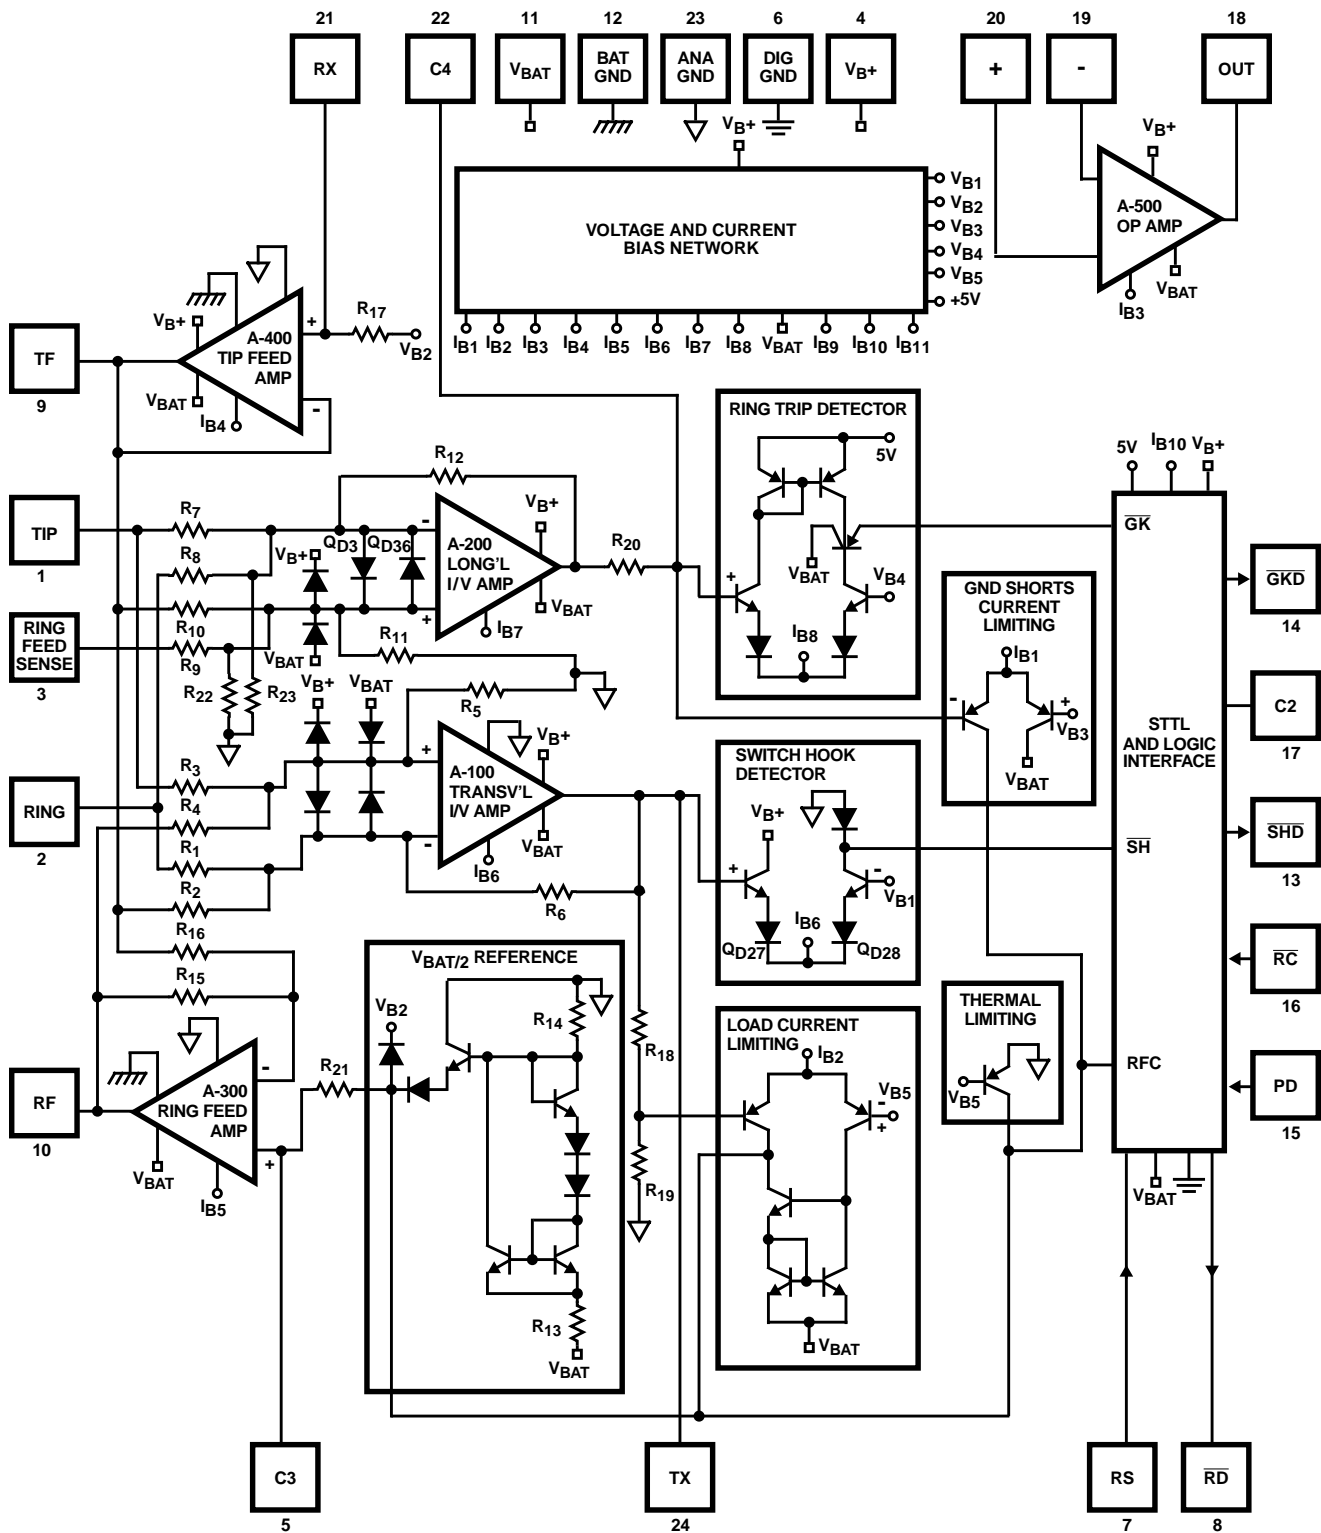 21 22 11 12 23 6 4 20 19 18
RX C4 VBAT BAT GND ANA GND DIG GND VB+ + - OUT
VB+
VB+
A-500
OP AMP
VBAT
IB3
VOLTAGE AND CURRENT
BIAS NETWORK
VB1
VB2
VB3
VB4
VB5
+5V
IB1 IB2 IB3 IB4 IB5 IB6 IB7 IB8 VBAT IB9 IB10 IB11
R17
VB2
VB+
+
A-400
TIP FEED
AMP
-
VBAT
IB4
TF
9
RING TRIP DETECTOR
5V
VBAT
VB4
+
IB8
R12
TIP
1
R7
R8
R10
R9
R22
R23
RING
FEED
SENSE
3
VB+
QD3
QD36
VBAT
-
A-200
LONG'L
I/V AMP
+
VB+
VBAT
IB7
R20
R11
R5
VB+
VBAT
+
A-100
TRANSV'L
I/V AMP
-
VB+
VBAT
IB6
R3
R4
R1
R2
R16
R15
RING
2
R6
SWITCH HOOK
DETECTOR
VB+
+
-
VB1
IB6
QD27
QD28
GND SHORTS
CURRENT
LIMITING
IB1
-
+
VB3
VBAT
5V IB10 VB+
GK
STTL
AND LOGIC
INTERFACE
SH
RFC
VBAT
GKD
14
C2
17
SHD
13
RC
16
PD
15
VBAT/2 REFERENCE
VB2
R14
R13
VBAT
R21
-
A-300
RING FEED
AMP
+
VBAT
IB5
RF
10
R18
R19
LOAD CURRENT
LIMITING
IB2
-
VB5
+
VBAT
THERMAL
LIMITING
VB5
C3 TX RS RD
5 24 7 8